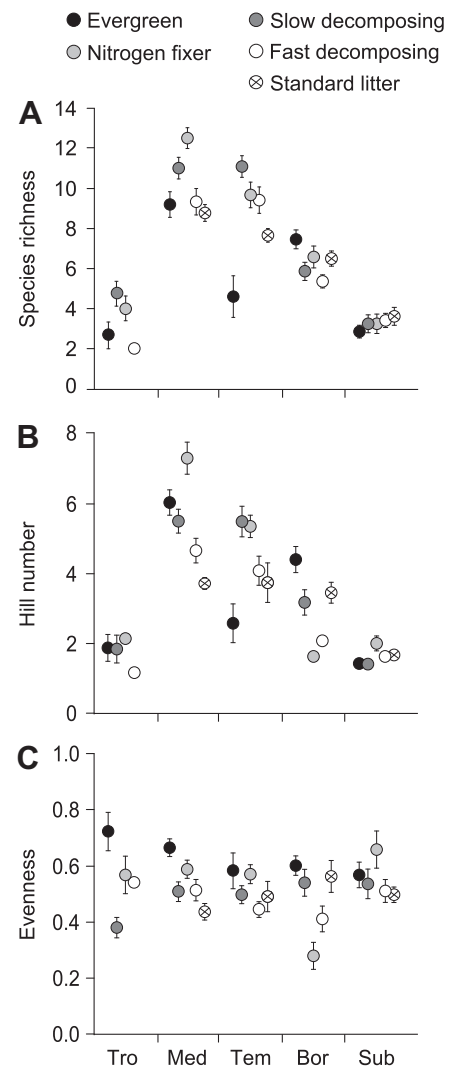 Evergreen
Slow decomposing
Nitrogen fixer
Fast decomposing
Standard litter
A
Species richness
14
12
10
8
6
4
2
0
B
Hill number
8
6
4
2
0
C
Evenness
1.0
0.8
0.6
0.4
0.2
0.0
Tro Med Tem Bor Sub